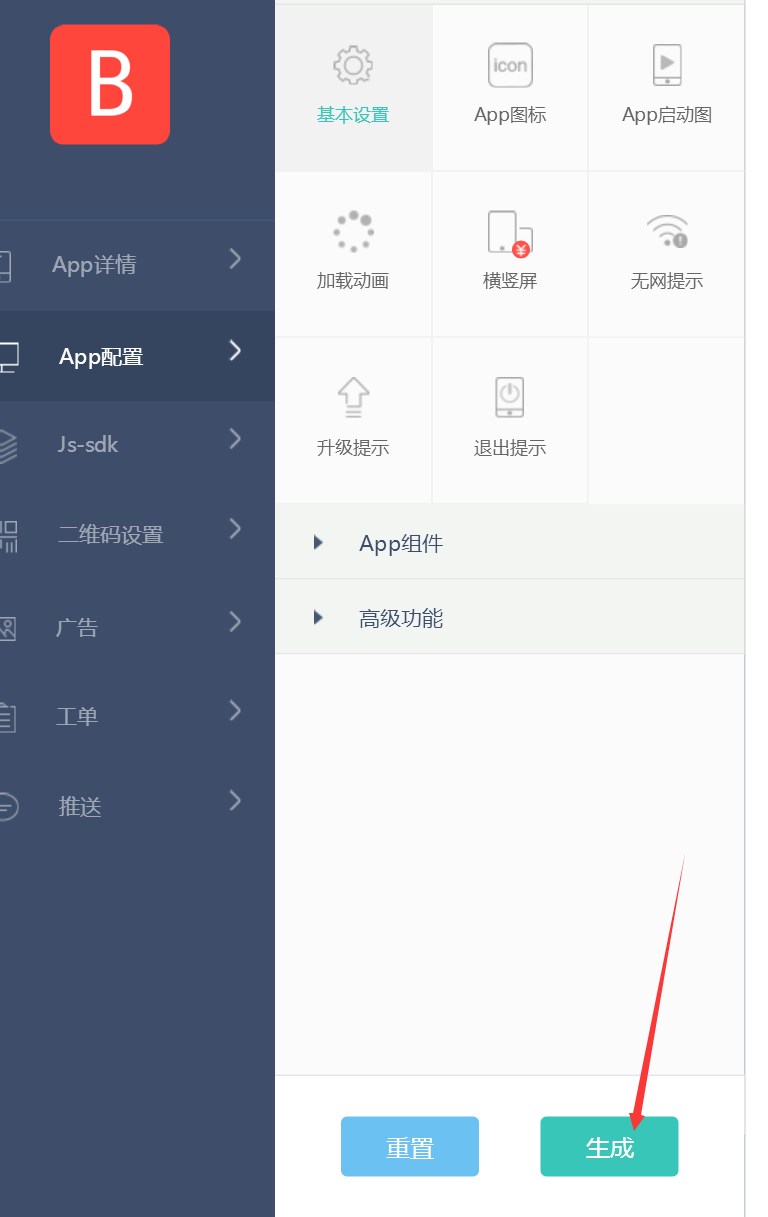 B
App详情
App配置
Js-sdk
二维码设置
广告
工单
推送
基本设置
icon
App图标
App启动图
加载动画
¥
横竖屏
无网提示
升级提示
退出提示
App组件
高级功能
重置
生成